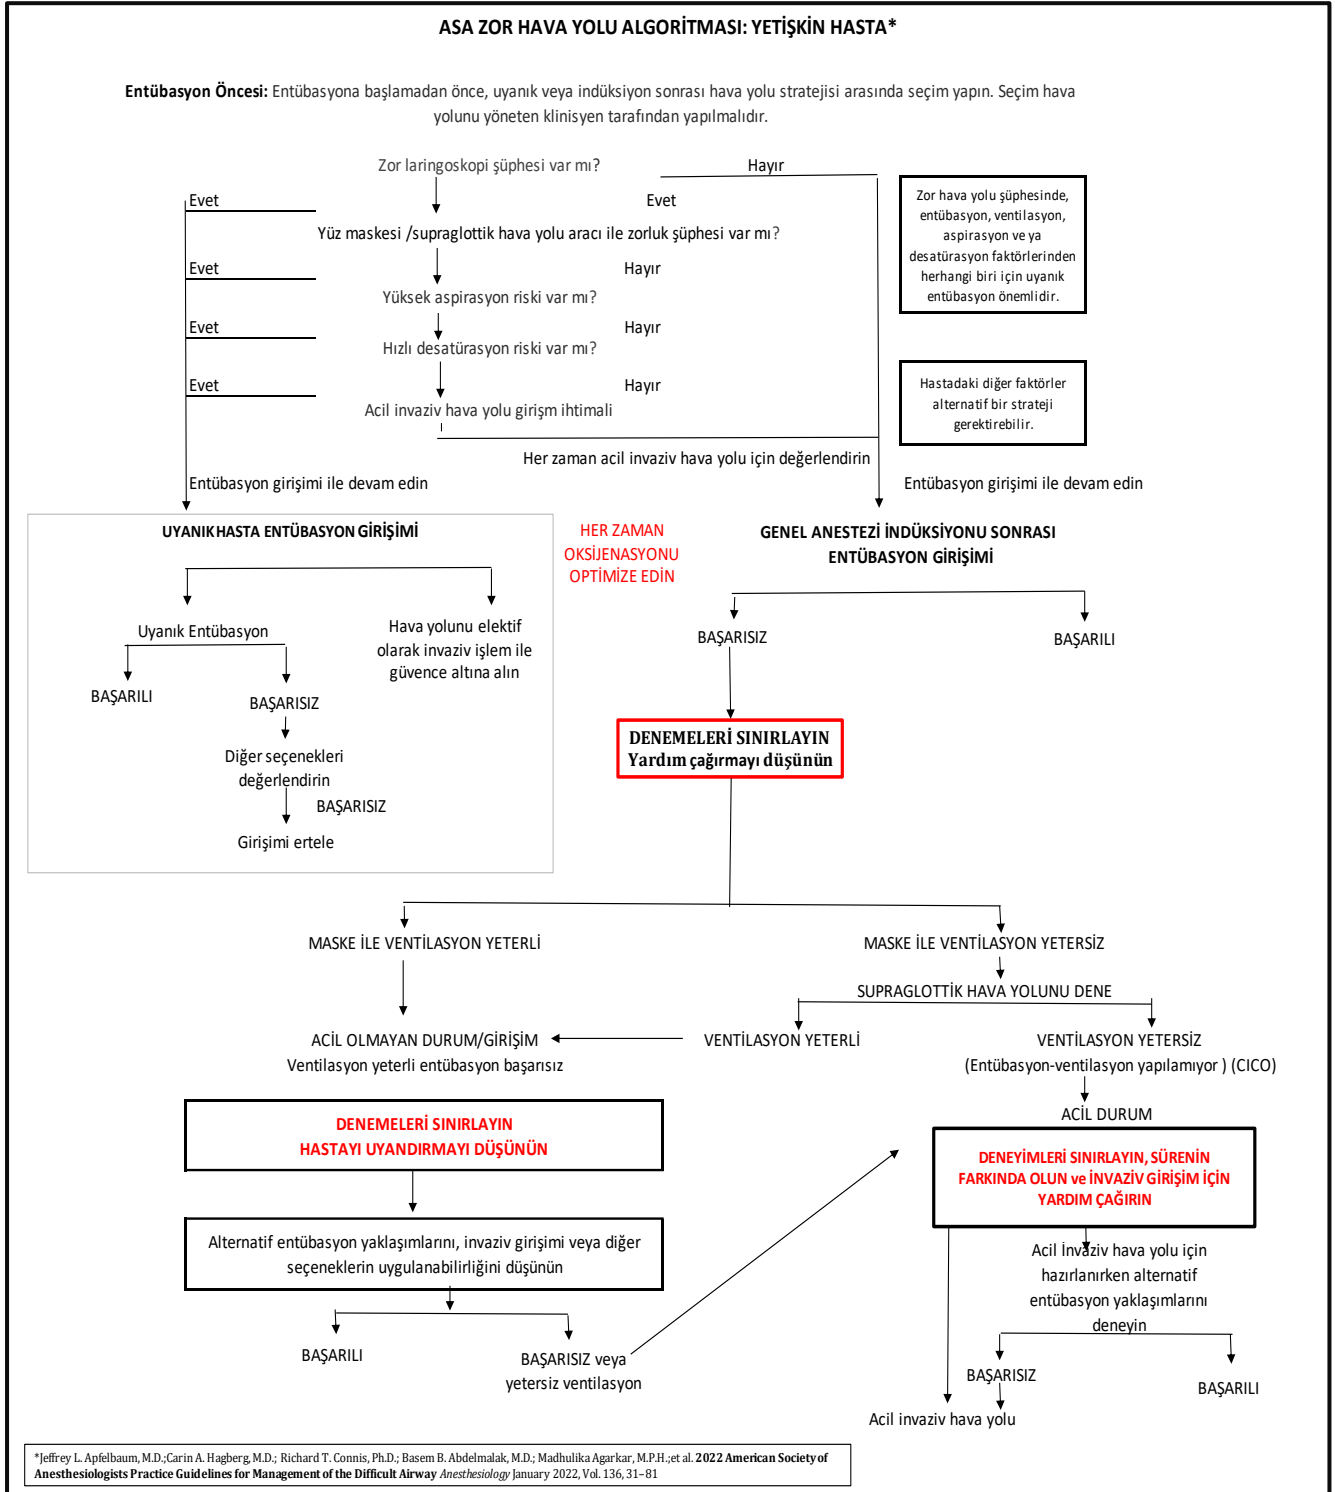 ASA ZOR HAVA YOLU ALGORİTMASI: YETİŞKİN HASTA*
Entübasyon Öncesi: Entübasyona başlamadan önce, uyanık veya indüksiyon sonrası hava yolu stratejisi arasında seçim yapın. Seçim hava
yolunu yöneten klinisyen tarafından yapılmalıdır.
Zor laringoskopi şüphesi var mı?
Hayır
Evet
Evet
Yüz maskesi /supraglottik hava yolu aracı ile zorluk şüphesi var mı?
Evet
Hayır
Yüksek aspirasyon riski var mı?
Evet
Hayır
Hızlı desatürasyon riski var mı?
Evet
Hayır
Acil invaziv hava yolu girişm ihtimali
Zor hava yolu şüphesinde,
entübasyon, ventilasyon,
aspirasyon ve ya
desatürasyon faktörlerinden
herhangi biri için uyanık
entübasyon önemlidir.
Hastadaki diğer faktörler
alternatif bir strateji
gerektirebilir.
Her zaman acil invaziv hava yolu için değerlendirin
Entübasyon girişimi ile devam edin
Entübasyon girişimi ile devam edin
UYANIK HASTA ENTÜBASYON GİRİŞİMİ
HER ZAMAN
OKSİJENASYONU
OPTİMİZE EDİN
GENEL ANESTEZİ İNDÜKSİYONU SONRASI
ENTÜBASYON GİRİŞİMİ
Uyanık Entübasyon
Hava yolunu elektif
olarak invaziv işlem ile
güvence altına alın
BAŞARILI
BAŞARISIZ
Diğer seçenekleri
değerlendirin
BAŞARISIZ
Girişimi ertele
BAŞARISIZ
BAŞARILI
DENEMELERİ SINIRLAYIN
Yardım çağırmayı düşünün
MASKE İLE VENTİLASYON YETERLİ
MASKE İLE VENTİLASYON YETERSİZ
SUPRAGLOTTİK HAVA YOLUNU DENE
ACİL OLMAYAN DURUM/GİRİŞİM
Ventilasyon yeterli entübasyon başarısız
VENTİLASYON YETERLİ
VENTİLASYON YETERSİZ
(Entübasyon-ventilasyon yapılamıyor ) (CICO)
ACİL DURUM
DENEMELERİ SINIRLAYIN
HASTAYI UYANDIRMAYI DÜŞÜNÜN
DENEYİMLERİ SINIRLAYIN, SÜRENİN
FARKINDA OLUN ve İNVAZİV GİRİŞİM İÇİN
YARDIM ÇAĞIRIN
Alternatif entübasyon yaklaşımlarını, invaziv girişimi veya diğer
seçeneklerin uygulanabilirliğini düşünün
Acil İnvaziv hava yolu için
hazırlanırken alternatif
entübasyon yaklaşımlarını
deneyin
BAŞARILI
BAŞARISIZ veya
yetersiz ventilasyon
BAŞARISIZ
BAŞARILI
Acil invaziv hava yolu
*Jeffrey L. Apfelbaum, M.D.;Carin A. Hagberg, M.D.; Richard T. Connis, Ph.D.; Basem B. Abdelmalak, M.D.; Madhulika Agarkar, M.P.H.;et al. 2022 American Society of
Anesthesiologists Practice Guidelines for Management of the Difficult Airway Anesthesiology January 2022, Vol. 136, 31–81